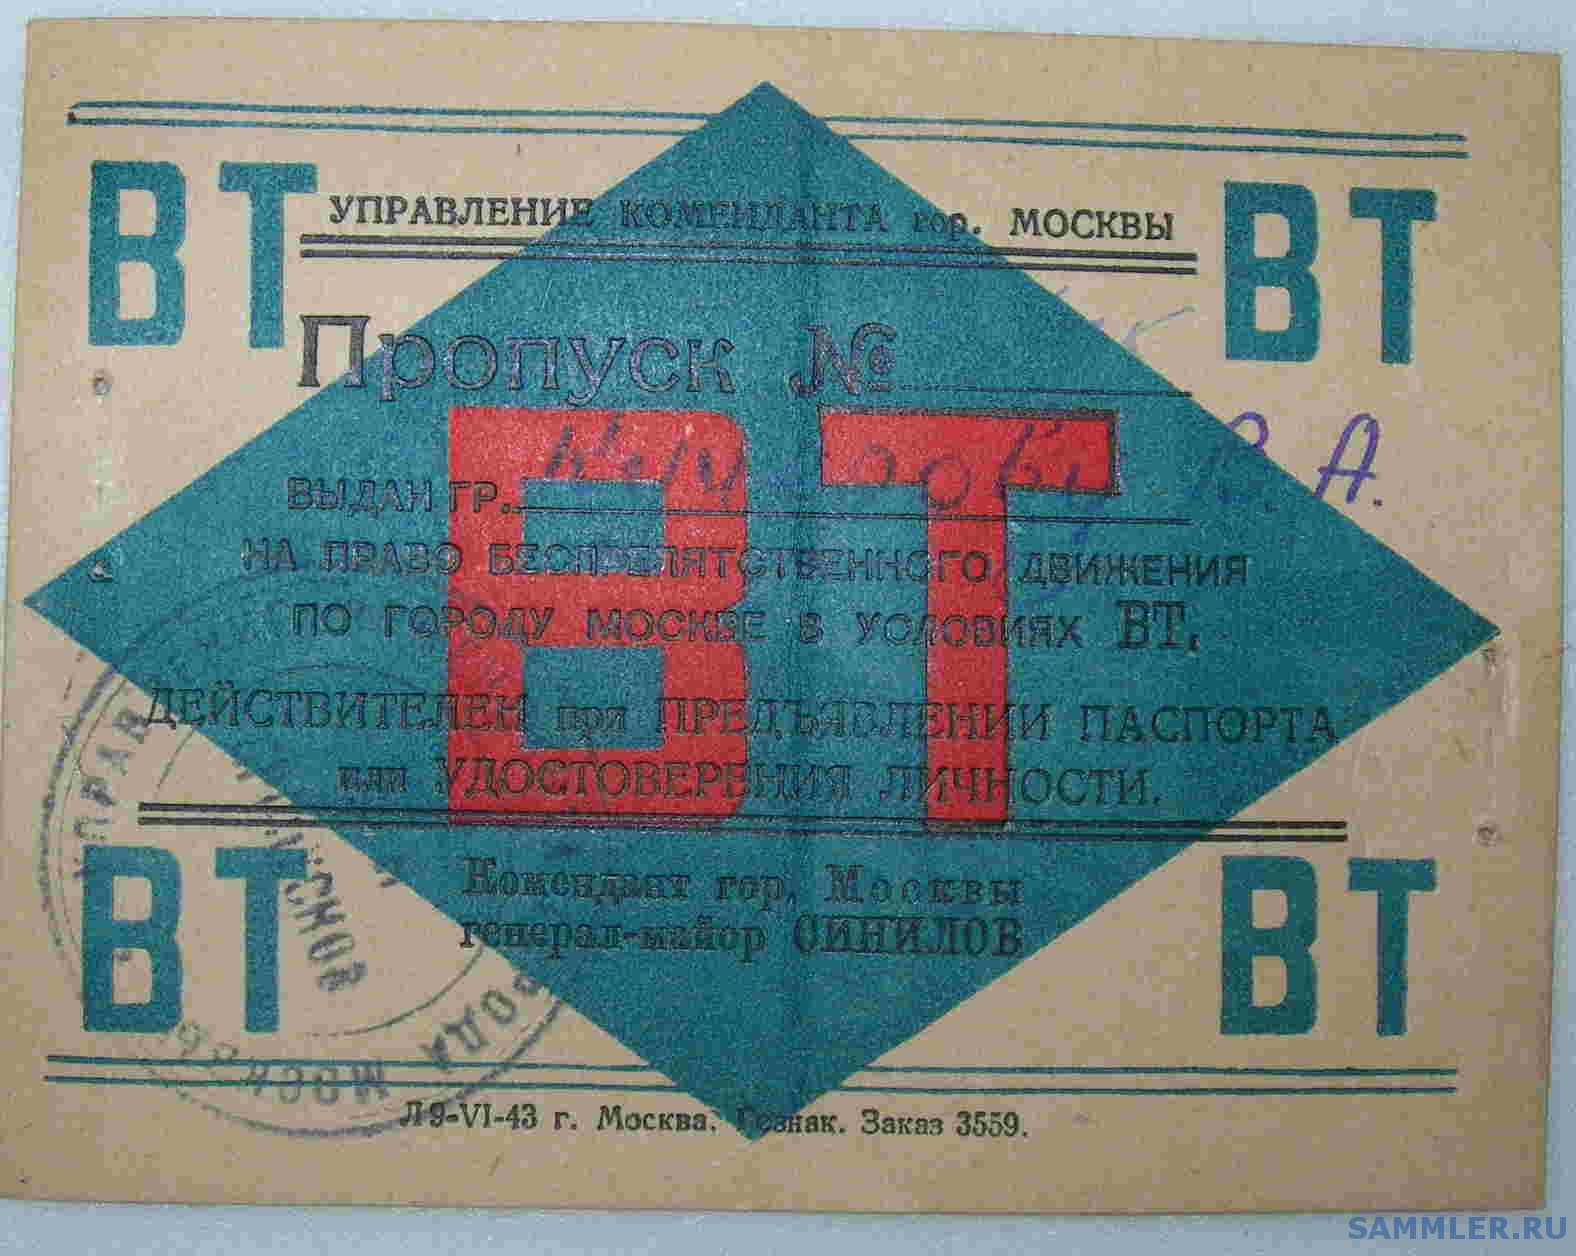 ВТ
ВТ
УПРАВЛЕНИЕ КОМЕНДАНТА гор. МОСКВЫ
Пропуск №
ВТ
ВЫДАН ГР. А.
НА ПРАВО БЕСПРЕПЯТСТВЕННОГО ДВИЖЕНИЯ
ПО ГОРОДУ МОСКВЕ В УСЛОВИЯХ ВТ.
ДЕЙСТВИТЕЛЕН при ПРЕДЪЯВЛЕНИИ ПАСПОРТА
или УДОСТОВЕРЕНИЯ ЛИЧНОСТИ.
ВТ
ВТ
Комендант гор. Москвы
генерал-майор СИНИЛОВ
Л 9-VI-43 г. Москва. Гознак. Заказ 3559.
SAMMLER.RU